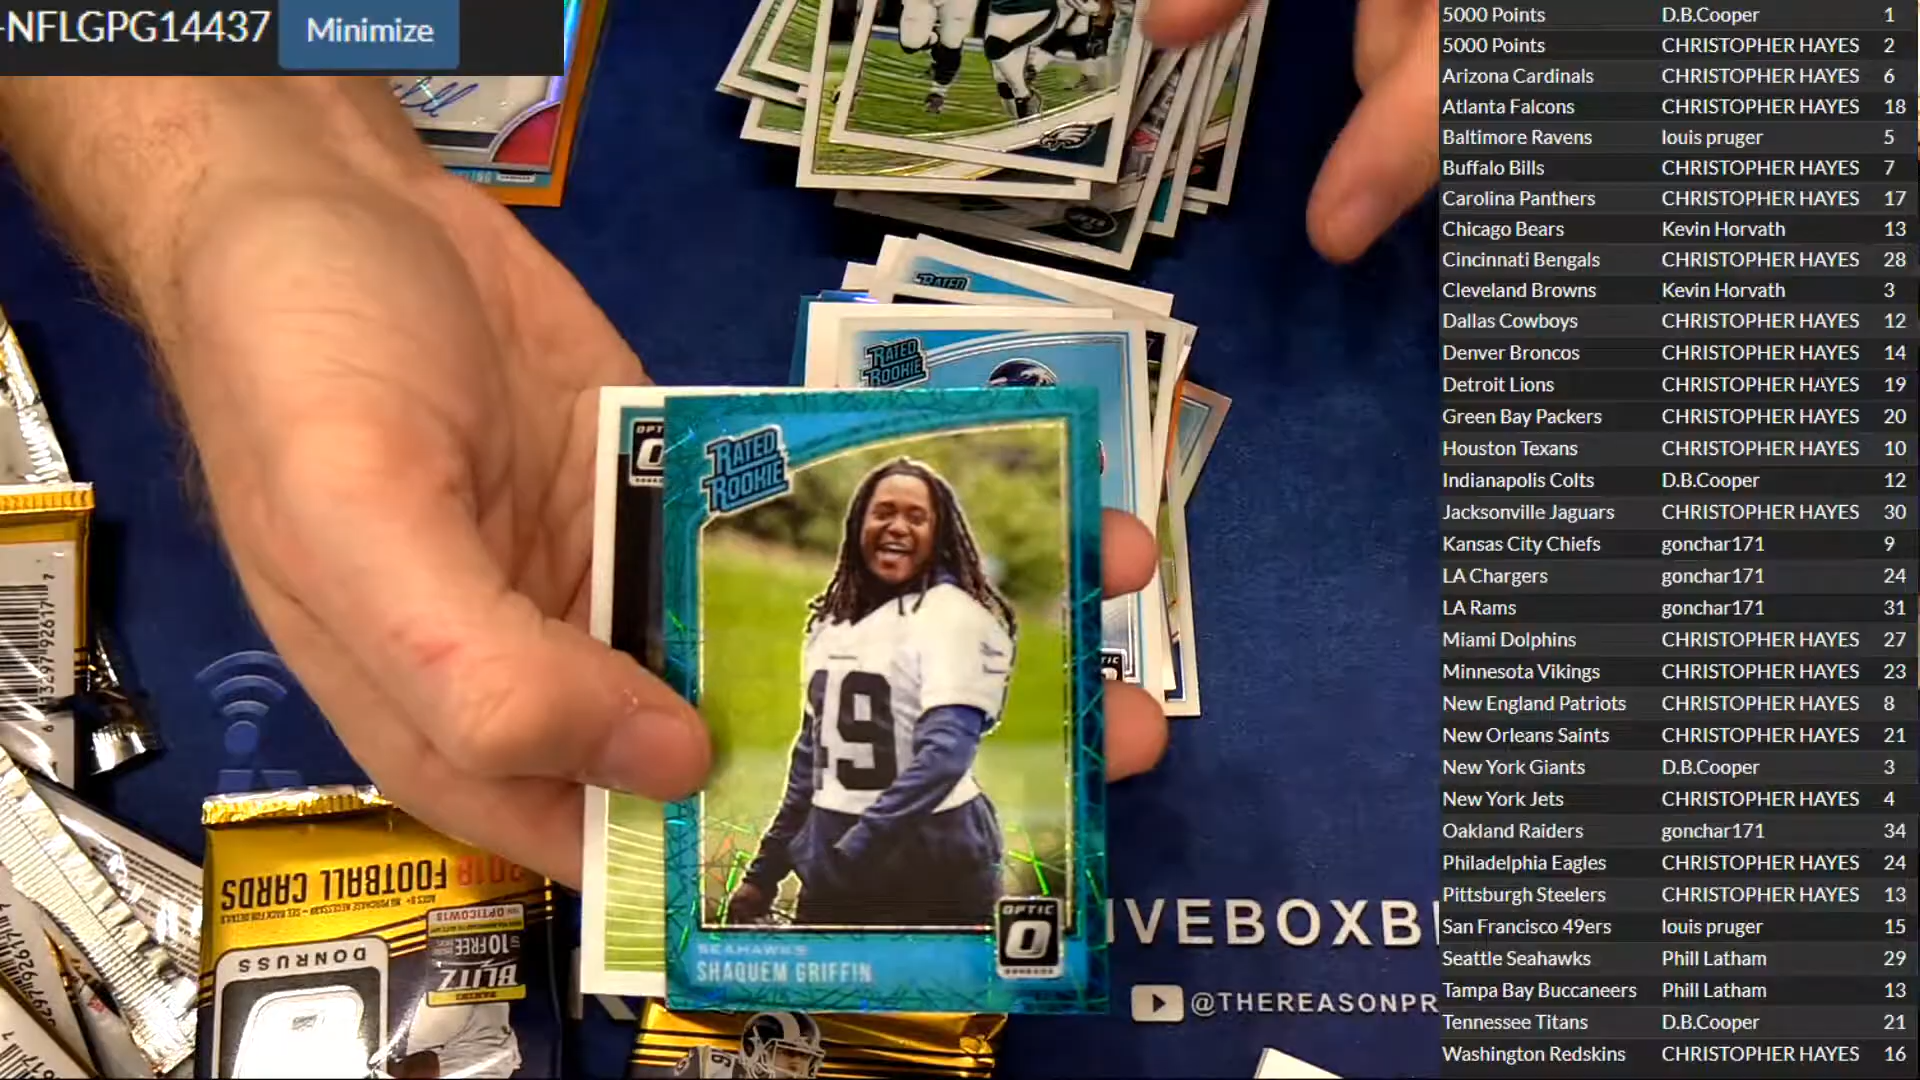 -NFLGPG14437 Minimize
5000 Points D.B.Cooper 1
5000 Points CHRISTOPHER HAYES 2
Arizona Cardinals CHRISTOPHER HAYES 6
Atlanta Falcons CHRISTOPHER HAYES 18
Baltimore Ravens louis pruger 5
Buffalo Bills CHRISTOPHER HAYES 7
Carolina Panthers CHRISTOPHER HAYES 17
Chicago Bears Kevin Horvath 13
Cincinnati Bengals CHRISTOPHER HAYES 28
Cleveland Browns Kevin Horvath 3
Dallas Cowboys CHRISTOPHER HAYES 12
Denver Broncos CHRISTOPHER HAYES 14
Detroit Lions CHRISTOPHER HAYES 19
Green Bay Packers CHRISTOPHER HAYES 20
Houston Texans CHRISTOPHER HAYES 10
Indianapolis Colts D.B.Cooper 12
Jacksonville Jaguars CHRISTOPHER HAYES 30
Kansas City Chiefs gonchar171 9
LA Chargers gonchar171 24
LA Rams gonchar171 31
Miami Dolphins CHRISTOPHER HAYES 27
Minnesota Vikings CHRISTOPHER HAYES 23
New England Patriots CHRISTOPHER HAYES 8
New Orleans Saints CHRISTOPHER HAYES 21
New York Giants D.B.Cooper 3
New York Jets CHRISTOPHER HAYES 4
Oakland Raiders gonchar171 34
Philadelphia Eagles CHRISTOPHER HAYES 24
Pittsburgh Steelers CHRISTOPHER HAYES 13
San Francisco 49ers louis pruger 15
Seattle Seahawks Phill Latham 29
Tampa Bay Buccaneers Phill Latham 13
Tennessee Titans D.B.Cooper 21
Washington Redskins CHRISTOPHER HAYES 16
JETS
RATED
RATED
ROOKIE
RATED
ROOKIE
49
OPTIC
SEAHAWKS
SHAQUEM GRIFFIN
2018 FOOTBALL CARDS
10 FREE
BLITZ
DONRUSS
IVEBOXB
@THEREASONPR